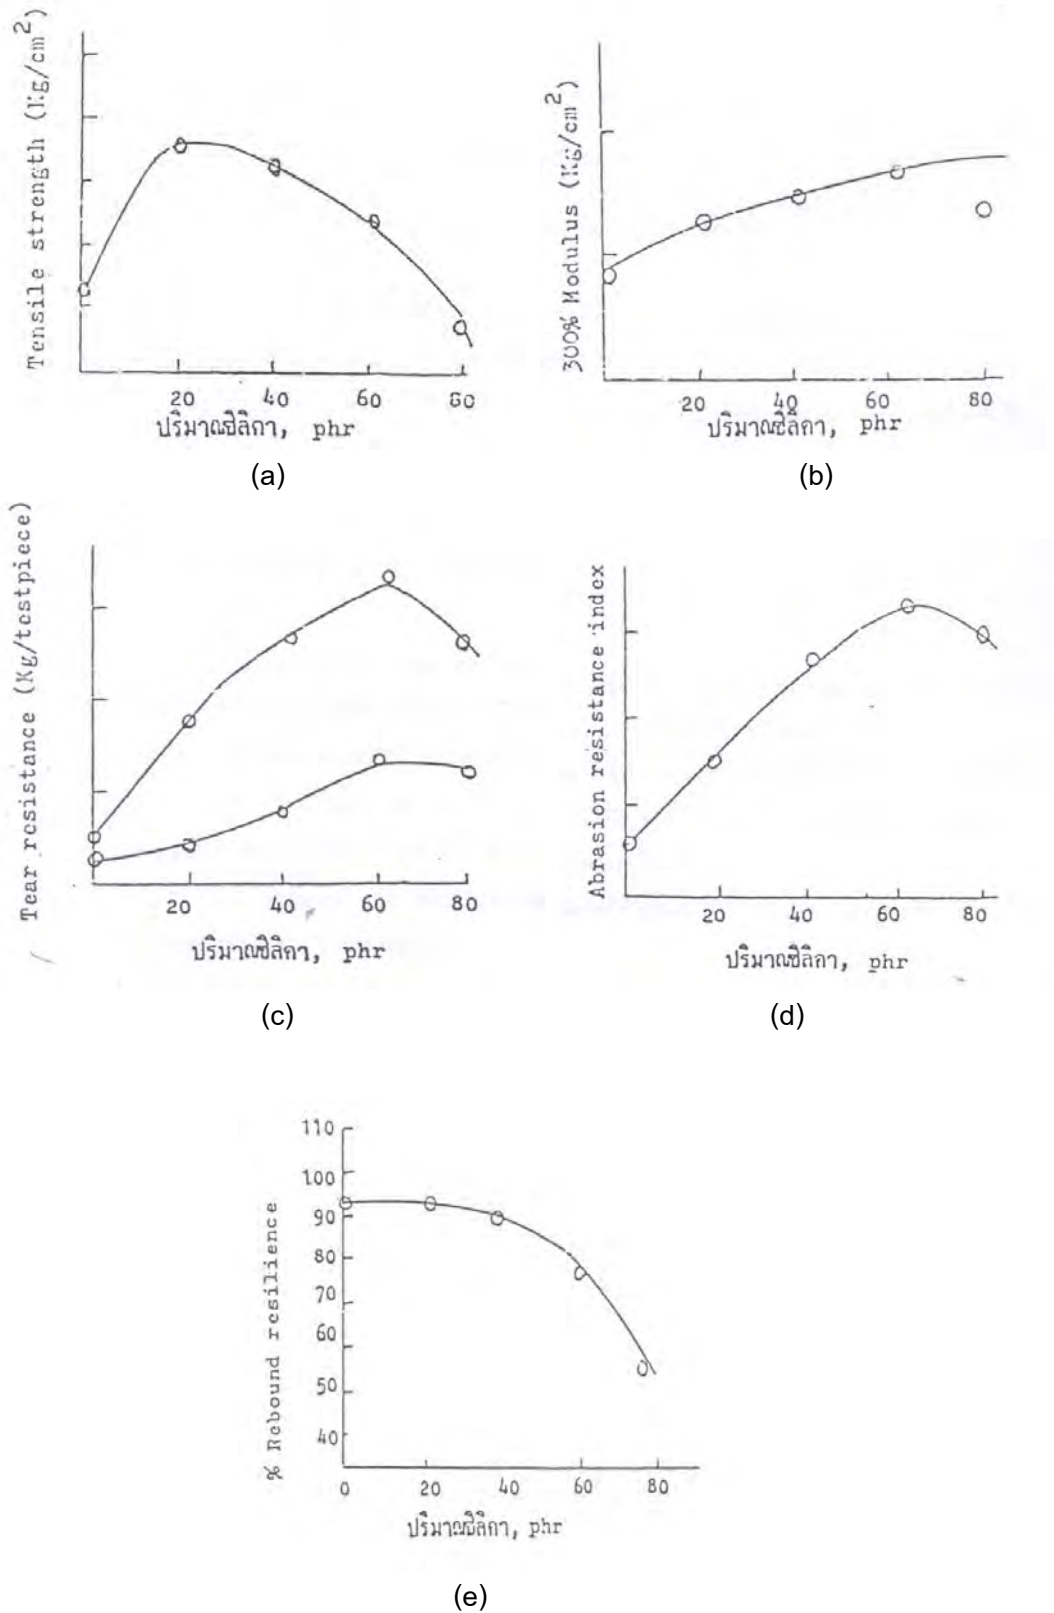 Tensile strength (Kg/cm2)
20 40 60 80
ปริมาณซิลิกา, phr
(a)
300% Modulus (Kg/cm2)
20 40 60 80
ปริมาณซิลิกา, phr
(b)
Tear resistance (Kg/testpiece)
20 40 60 80
ปริมาณซิลิกา, phr
(c)
Abrasion resistance index
20 40 60 80
ปริมาณซิลิกา, phr
(d)
% Rebound resilience
110
100
90
80
70
60
50
40
0 20 40 60 80
ปริมาณซิลิกา, phr
(e)